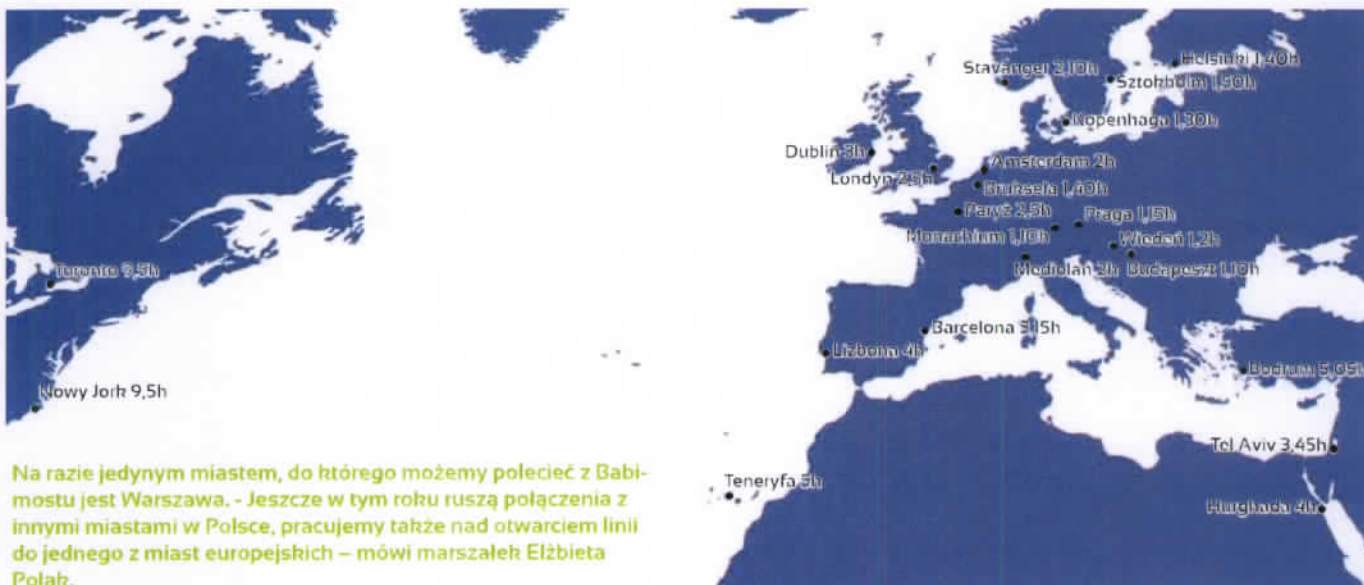 Stavanger 2,10h
Helsinki 1,40h
Sztokholm 1,50h
Kopenhaga 1,30h
Dublin 3h
Amsterdam 2h
Londyn 2,5h
Bruksela 1,40h
Paryż 2,5h
Praga 1,15h
Monachium 1,10h
Wiedeń 1,2h
Mediolan 2h
Budapeszt 1,10h
Toronto 9,5h
Barcelona 3,15h
Lizbona 4h
Bodrum 5,05h
Nowy Jork 9,5h
Tel Aviv 3,45h
Teneryfa 5h
Hurghada 4h
Na razie jedynym miastem, do którego możemy polecieć z Babi-
mostu jest Warszawa. - Jeszcze w tym roku ruszą połączenia z
innymi miastami w Polsce, pracujemy także nad otwarciem linii
do jednego z miast europejskich – mówi marszałek Elżbieta
Polak.